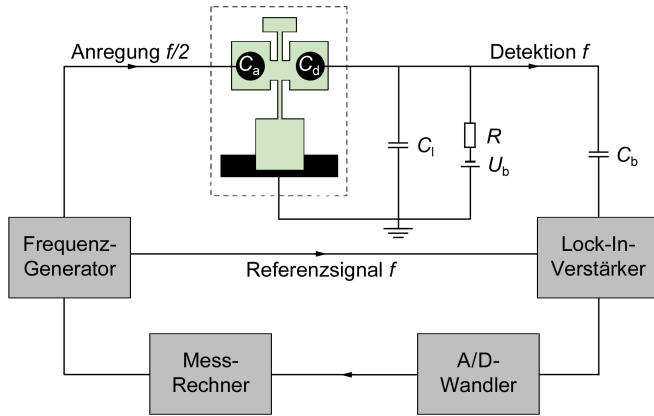 Anregung f/2
Detektion f
Ca
Cd
Cl
R
Ub
Cb
Frequenz-
Generator
Referenzsignal f
Lock-In-
Verstärker
Mess-
Rechner
A/D-
Wandler